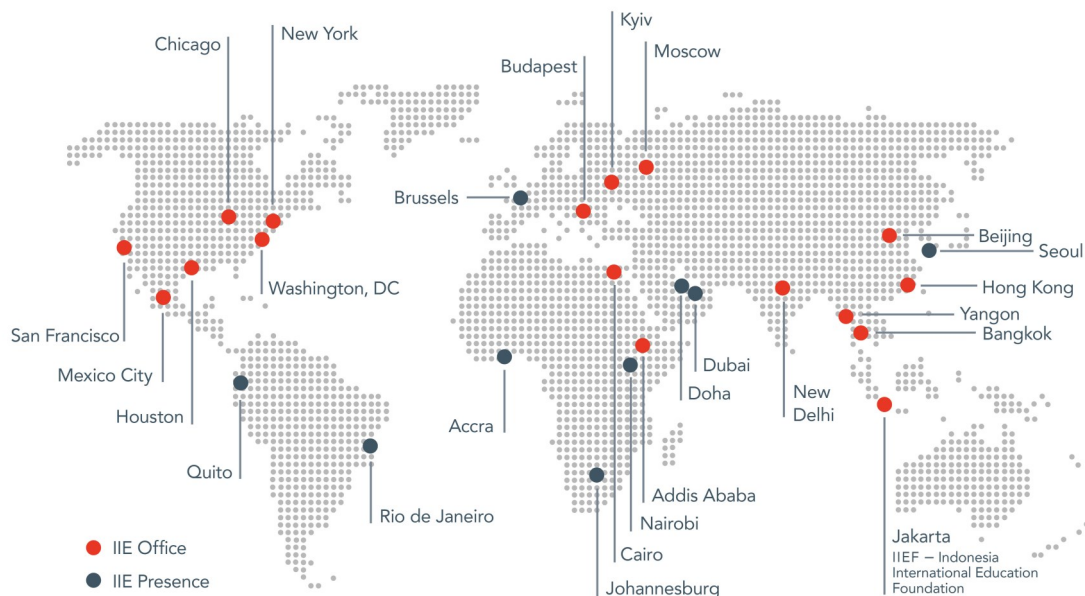 Kyiv
New York
Chicago
Moscow
Budapest
Brussels
Beijing
Seoul
Washington, DC
Hong Kong
Yangon
San Francisco
Bangkok
Dubai
Mexico City
Doha
New
Delhi
Houston
Accra
Quito
Addis Ababa
Rio de Janeiro
Nairobi
Jakarta
IIE Office
Cairo
IIEF – Indonesia
International Education
Foundation
IIE Presence
Johannesburg